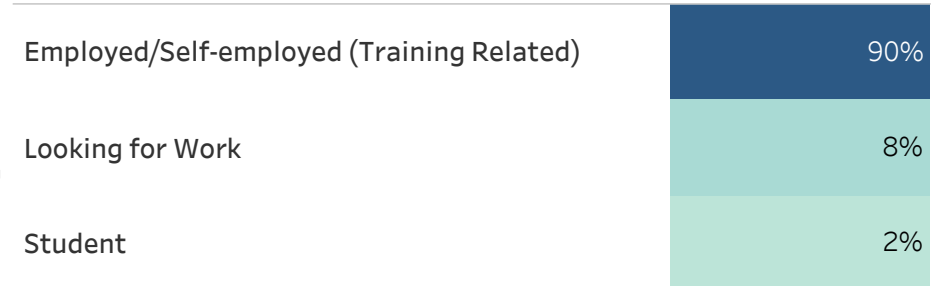 Employed/Self-employed (Training Related) 90%
Looking for Work 8%
Student 2%